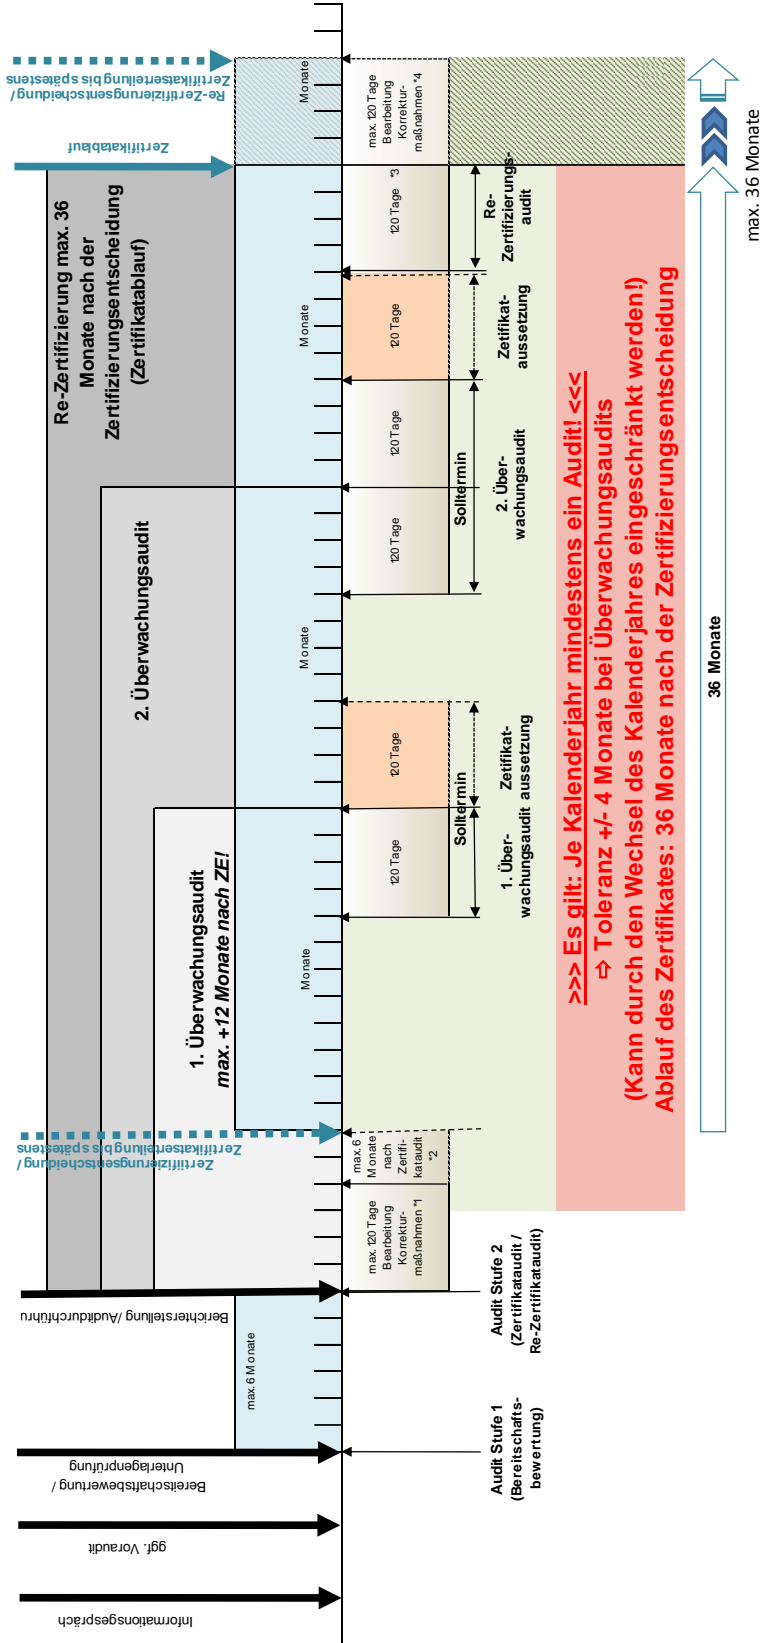 Informationsgespräch
ggf. Voraudit
Bereitschaftsbewertung /
Unterlagenprüfung
Berichterstellung /Auditdurchführu
Zertifizierungsentscheidung/
Zertifikatserteilung bis spätestens
Zertifikatablauf
Re-Zertifizierungsentscheidung/
Zertifikatserteilung bis spätestens
Re-Zertifizierung max. 36
Monate nach der
Zertifizierungsentscheidung
(Zertifikatablauf)
2. Überwachungsaudit
1. Überwachungsaudit
max. +12 Monate nach ZE!
max. 6 Monate
Monate
Monate
Monate
Monate
max. 120 Tage
Bearbeitung
Korrektur-
maßnahmen *1
max. 6
Monate
nach
Zertifi-
kataudit
*2
120 Tage
120 Tage
120 Tage
120 Tage
120 Tage
120 Tage *3
max. 120 Tage
Bearbeitung
Korrektur-
maßnahmen *4
Solltermin
Solltermin
Audit Stufe 1
(Bereitschafts-
bewertung)
Audit Stufe 2
(Zertifikataudit /
Re-Zertifikataudit)
1. Über-
wachungsaudit
Zetifikat-
aussetzung
2. Über-
wachungsaudit
Zetifikat-
aussetzung
Re-
Zertifizierungs-
audit
>>> Es gilt: Je Kalenderjahr mindestens ein Audit! <<<
⇨ Toleranz +/- 4 Monate bei Überwachungsaudits
(Kann durch den Wechsel des Kalenderjahres eingeschränkt werden!)
Ablauf des Zertifikates: 36 Monate nach der Zertifizierungsentscheidung
36 Monate
max. 36 Monate